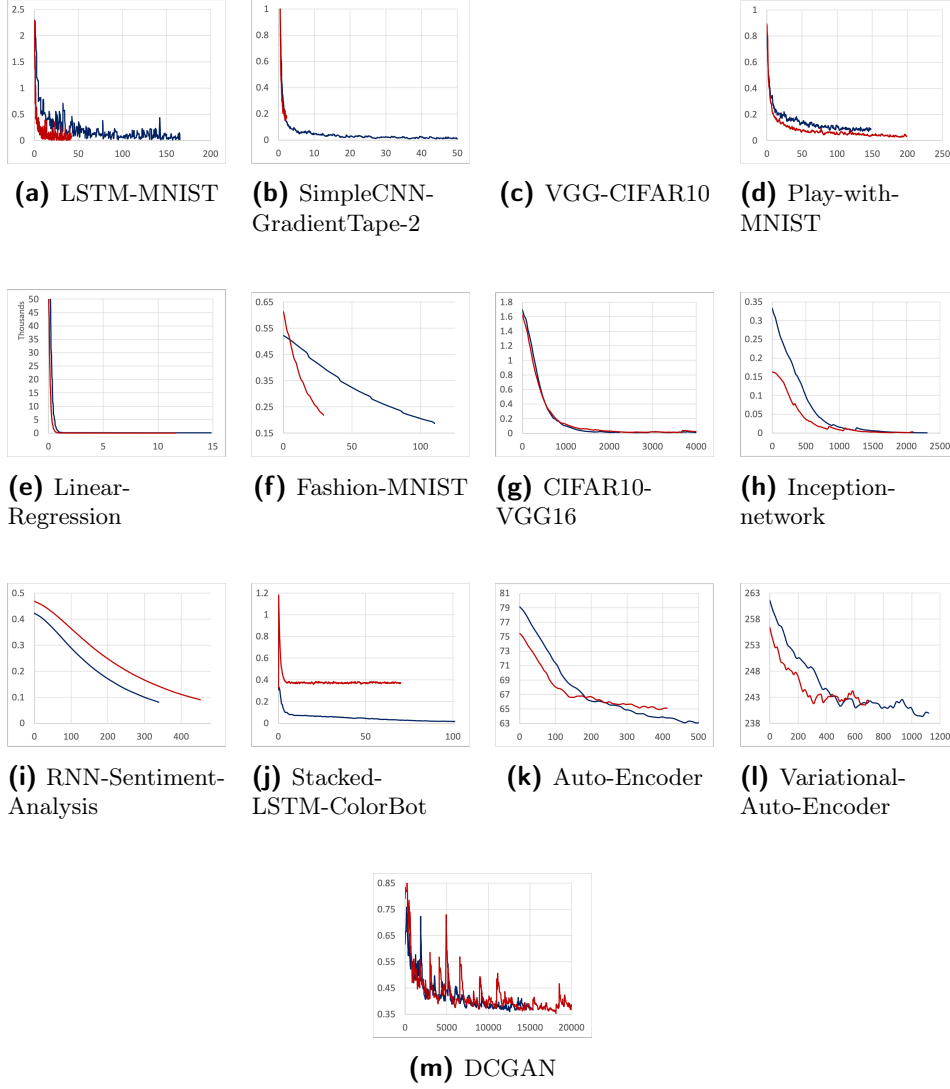 2.5
2
1.5
1
0.5
0
0 50 100 150 200
(a) LSTM-MNIST
1
0.8
0.6
0.4
0.2
0
0 10 20 30 40 50
(b) SimpleCNN-
GradientTape-2
(c) VGG-CIFAR10
1
0.8
0.6
0.4
0.2
0
0 50 100 150 200 250
(d) Play-with-
MNIST
Thousands
50
45
40
35
30
25
20
15
10
5
0
0 5 10 15
(e) Linear-
Regression
0.65
0.55
0.45
0.35
0.25
0.15
0 50 100
(f) Fashion-MNIST
1.8
1.6
1.4
1.2
1
0.8
0.6
0.4
0.2
0
0 1000 2000 3000 4000
(g) CIFAR10-
VGG16
0.35
0.3
0.25
0.2
0.15
0.1
0.05
0
0 500 1000 1500 2000 2500
(h) Inception-
network
0.5
0.4
0.3
0.2
0.1
0
0 100 200 300 400
(i) RNN-Sentiment-
Analysis
1.2
1
0.8
0.6
0.4
0.2
0
0 50 100
(j) Stacked-
LSTM-ColorBot
81
79
77
75
73
71
69
67
65
63
0 100 200 300 400 500
(k) Auto-Encoder
263
258
253
248
243
238
0 200 400 600 800 1000 1200
(l) Variational-
Auto-Encoder
0.85
0.75
0.65
0.55
0.45
0.35
0 5000 10000 15000 20000
(m) DCGAN